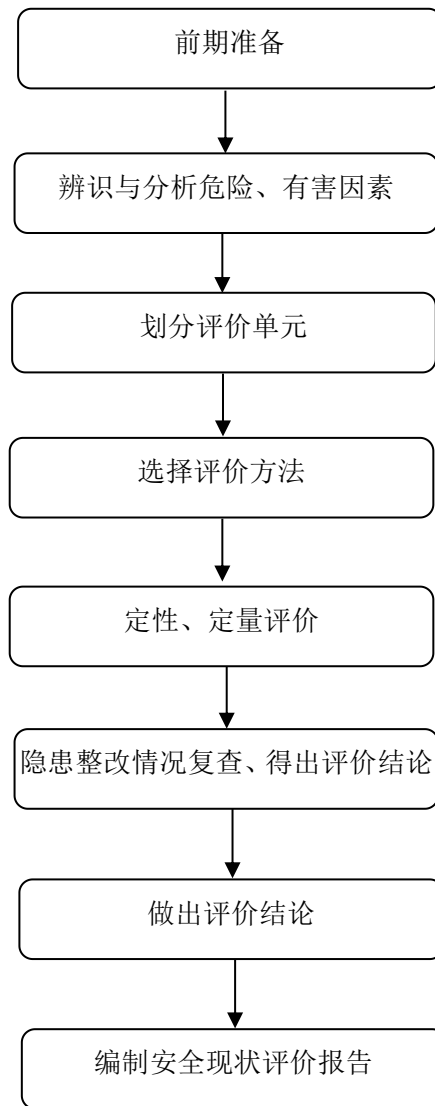 前期准备
辨识与分析危险、有害因素
划分评价单元
选择评价方法
定性、定量评价
隐患整改情况复查、得出评价结论
做出评价结论
编制安全现状评价报告